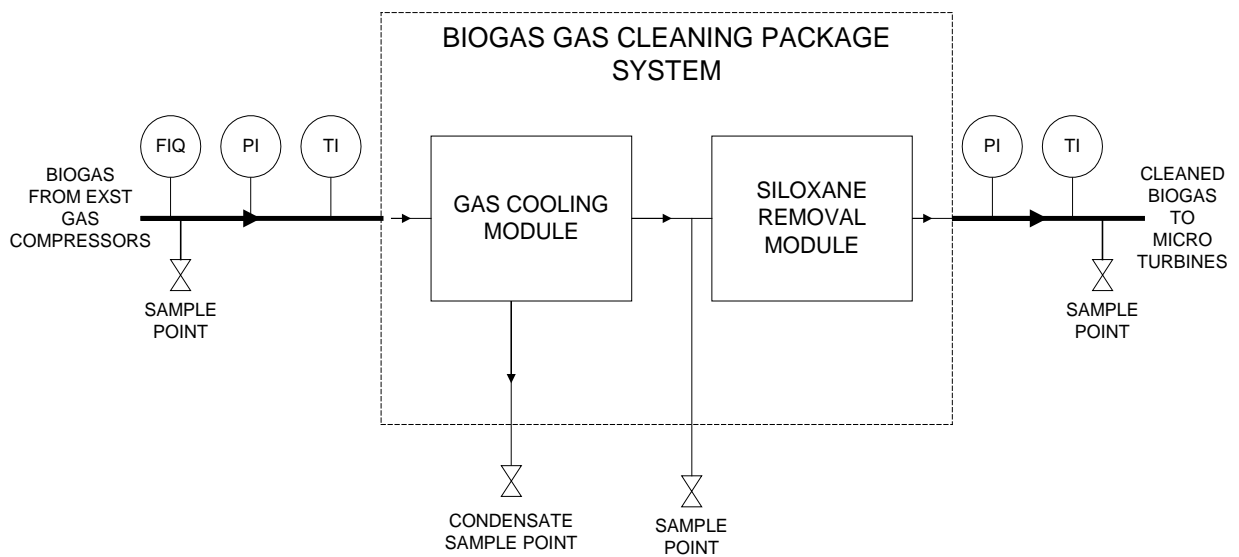 BIOGAS GAS CLEANING PACKAGE
SYSTEM
FIQ
PI
TI
BIOGAS
FROM EXST
GAS
COMPRESSORS
SAMPLE
POINT
GAS COOLING
MODULE
SILOXANE
REMOVAL
MODULE
PI
TI
CLEANED
BIOGAS
TO
MICRO
TURBINES
SAMPLE
POINT
CONDENSATE
SAMPLE POINT
SAMPLE
POINT